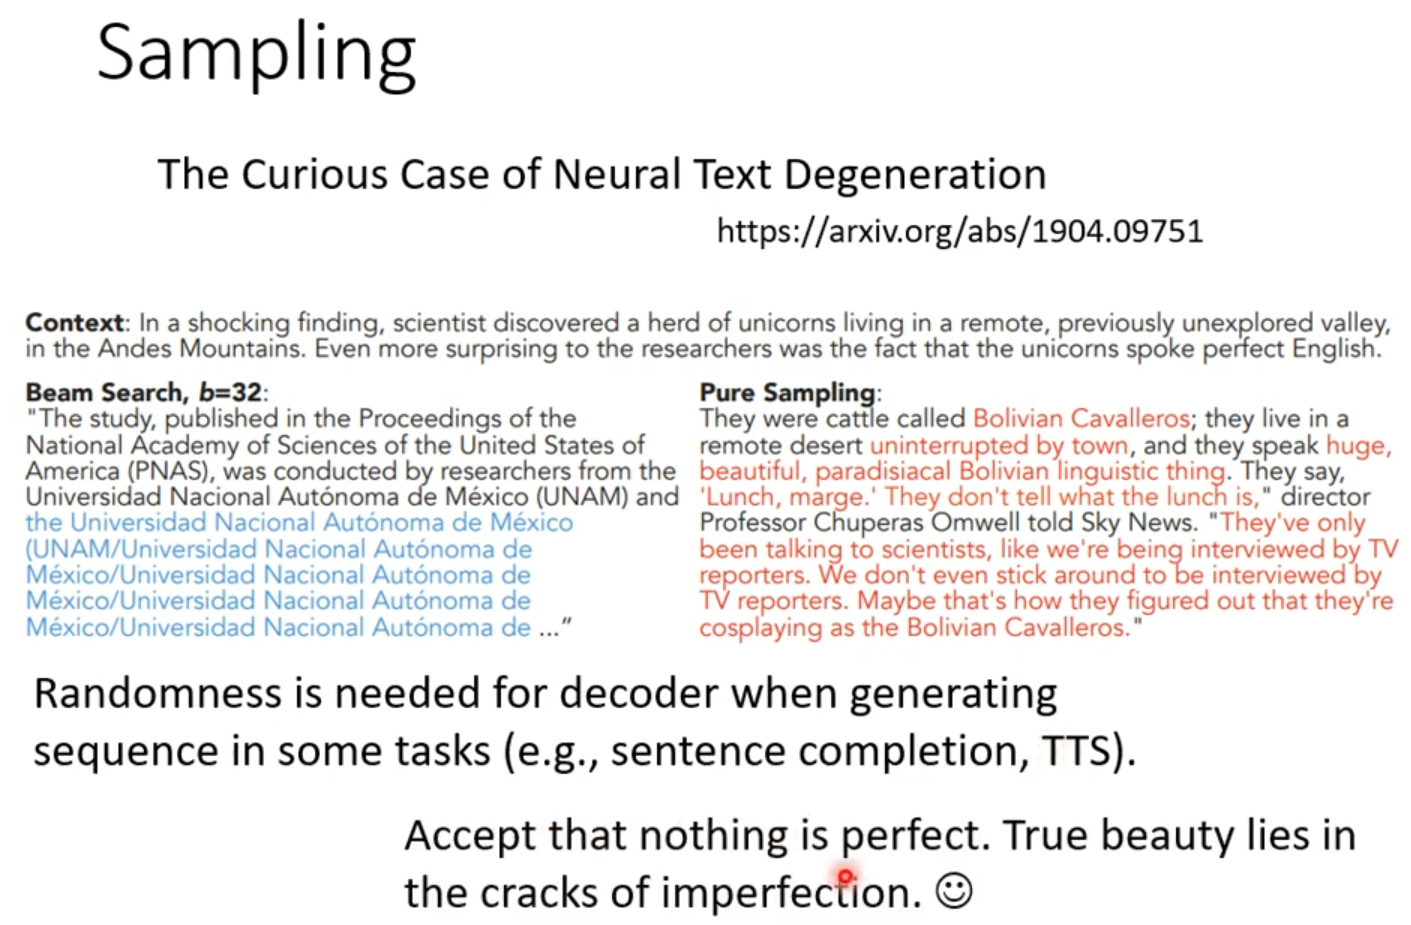 Sampling
The Curious Case of Neural Text Degeneration
https://arxiv.org/abs/1904.09751
Context: In a shocking finding, scientist discovered a herd of unicorns living in a remote, previously unexplored valley,
in the Andes Mountains. Even more surprising to the researchers was the fact that the unicorns spoke perfect English.
Beam Search, b=32:
"The study, published in the Proceedings of the
National Academy of Sciences of the United States of
America (PNAS), was conducted by researchers from the
Universidad Nacional Autónoma de México (UNAM) and
the Universidad Nacional Autónoma de México
(UNAM/Universidad Nacional Autónoma de
México/Universidad Nacional Autónoma de
México/Universidad Nacional Autónoma de
México/Universidad Nacional Autónoma de ..."
Pure Sampling:
They were cattle called Bolivian Cavalleros; they live in a
remote desert uninterrupted by town, and they speak huge,
beautiful, paradisiacal Bolivian linguistic thing. They say,
'Lunch, marge.' They don't tell what the lunch is," director
Professor Chuperas Omwell told Sky News. "They've only
been talking to scientists, like we're being interviewed by TV
reporters. We don't even stick around to be interviewed by
TV reporters. Maybe that's how they figured out that they're
cosplaying as the Bolivian Cavalleros."
Randomness is needed for decoder when generating
sequence in some tasks (e.g., sentence completion, TTS).
Accept that nothing is perfect. True beauty lies in
the cracks of imperfection. ☺